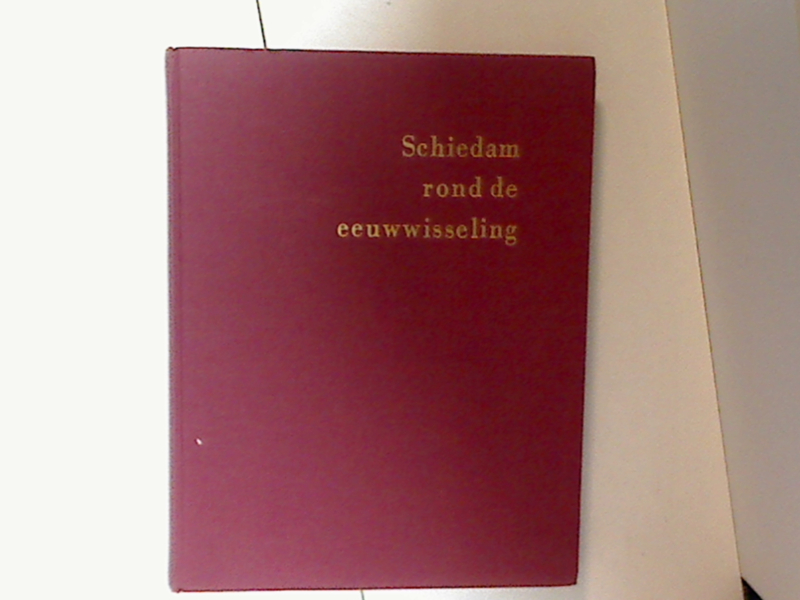 Schiedam
rond de
eeuwwisseling